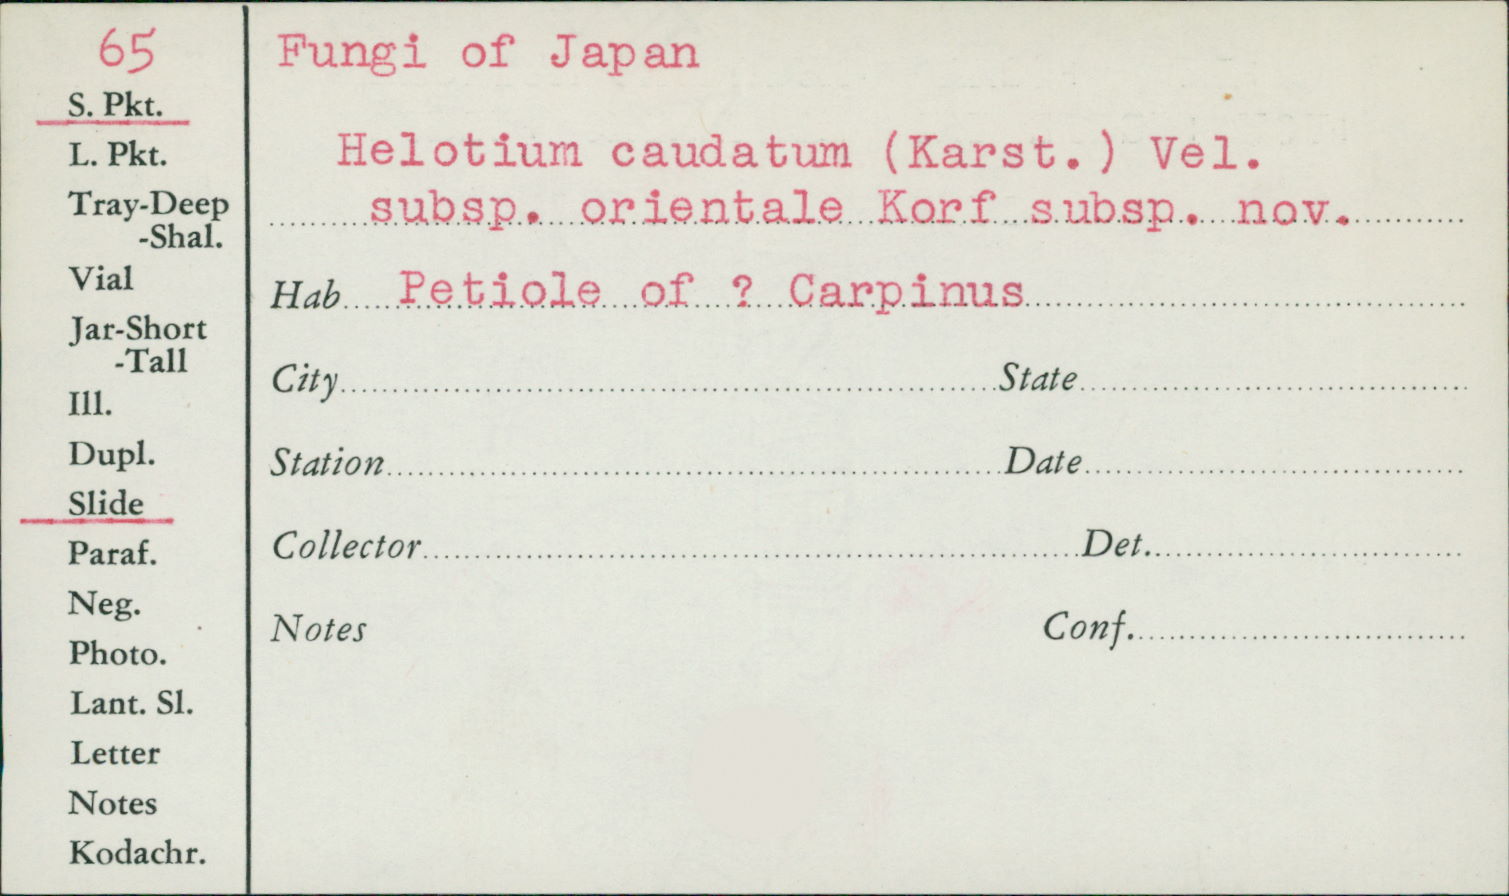 65
S. Pkt.
L. Pkt.
Tray-Deep
-Shal.
Vial
Jar-Short
-Tall
Ill.
Dupl.
Slide
Paraf.
Neg.
Photo.
Lant. Sl.
Letter
Notes
Kodachr.
Fungi of Japan
Helotium caudatum (Karst.) Vel.
subsp. orientale Korf subsp. nov.
Hab Petiole of ? Carpinus
City State
Station Date
Collector Det.
Notes Conf.